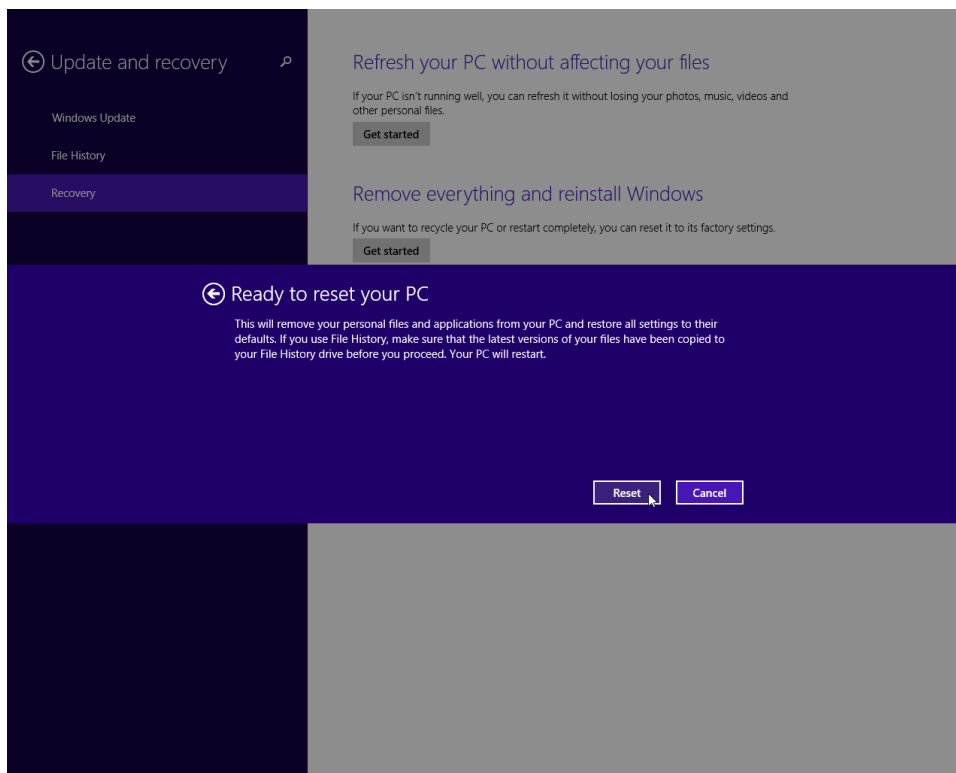 Update and recovery
Windows Update
File History
Recovery
Refresh your PC without affecting your files
If your PC isn't running well, you can refresh it without losing your photos, music, videos and
other personal files.
Get started
Remove everything and reinstall Windows
If you want to recycle your PC or restart completely, you can reset it to its factory settings.
Get started
Ready to reset your PC
This will remove your personal files and applications from your PC and restore all settings to their
defaults. If you use File History, make sure that the latest versions of your files have been copied to
your File History drive before you proceed. Your PC will restart.
Reset
Cancel